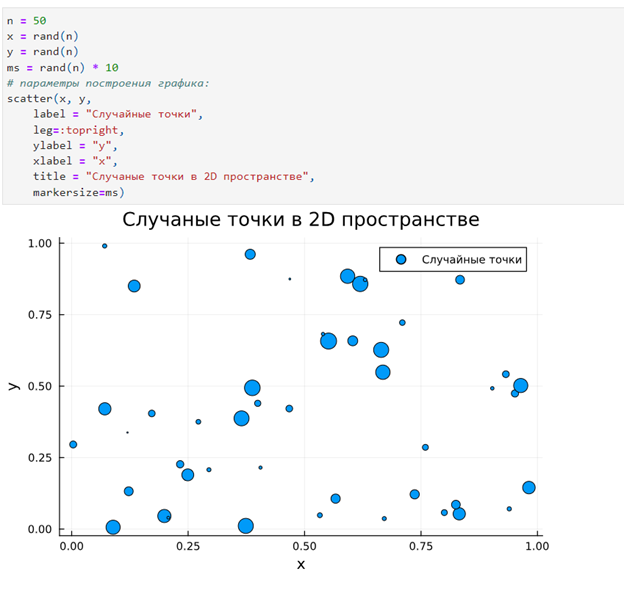 n = 50
x = rand(n)
y = rand(n)
ms = rand(n) * 10
# параметры построения графика:
scatter(x, y,
label = "Случайные точки",
leg=:topright,
ylabel = "y",
xlabel = "x",
title = "Случаные точки в 2D пространстве",
markersize=ms)
Случаные точки в 2D пространстве
1.00
Случайные точки
0.75
0.50
y
0.25
0.00
0.00 0.25 0.50 0.75 1.00
x